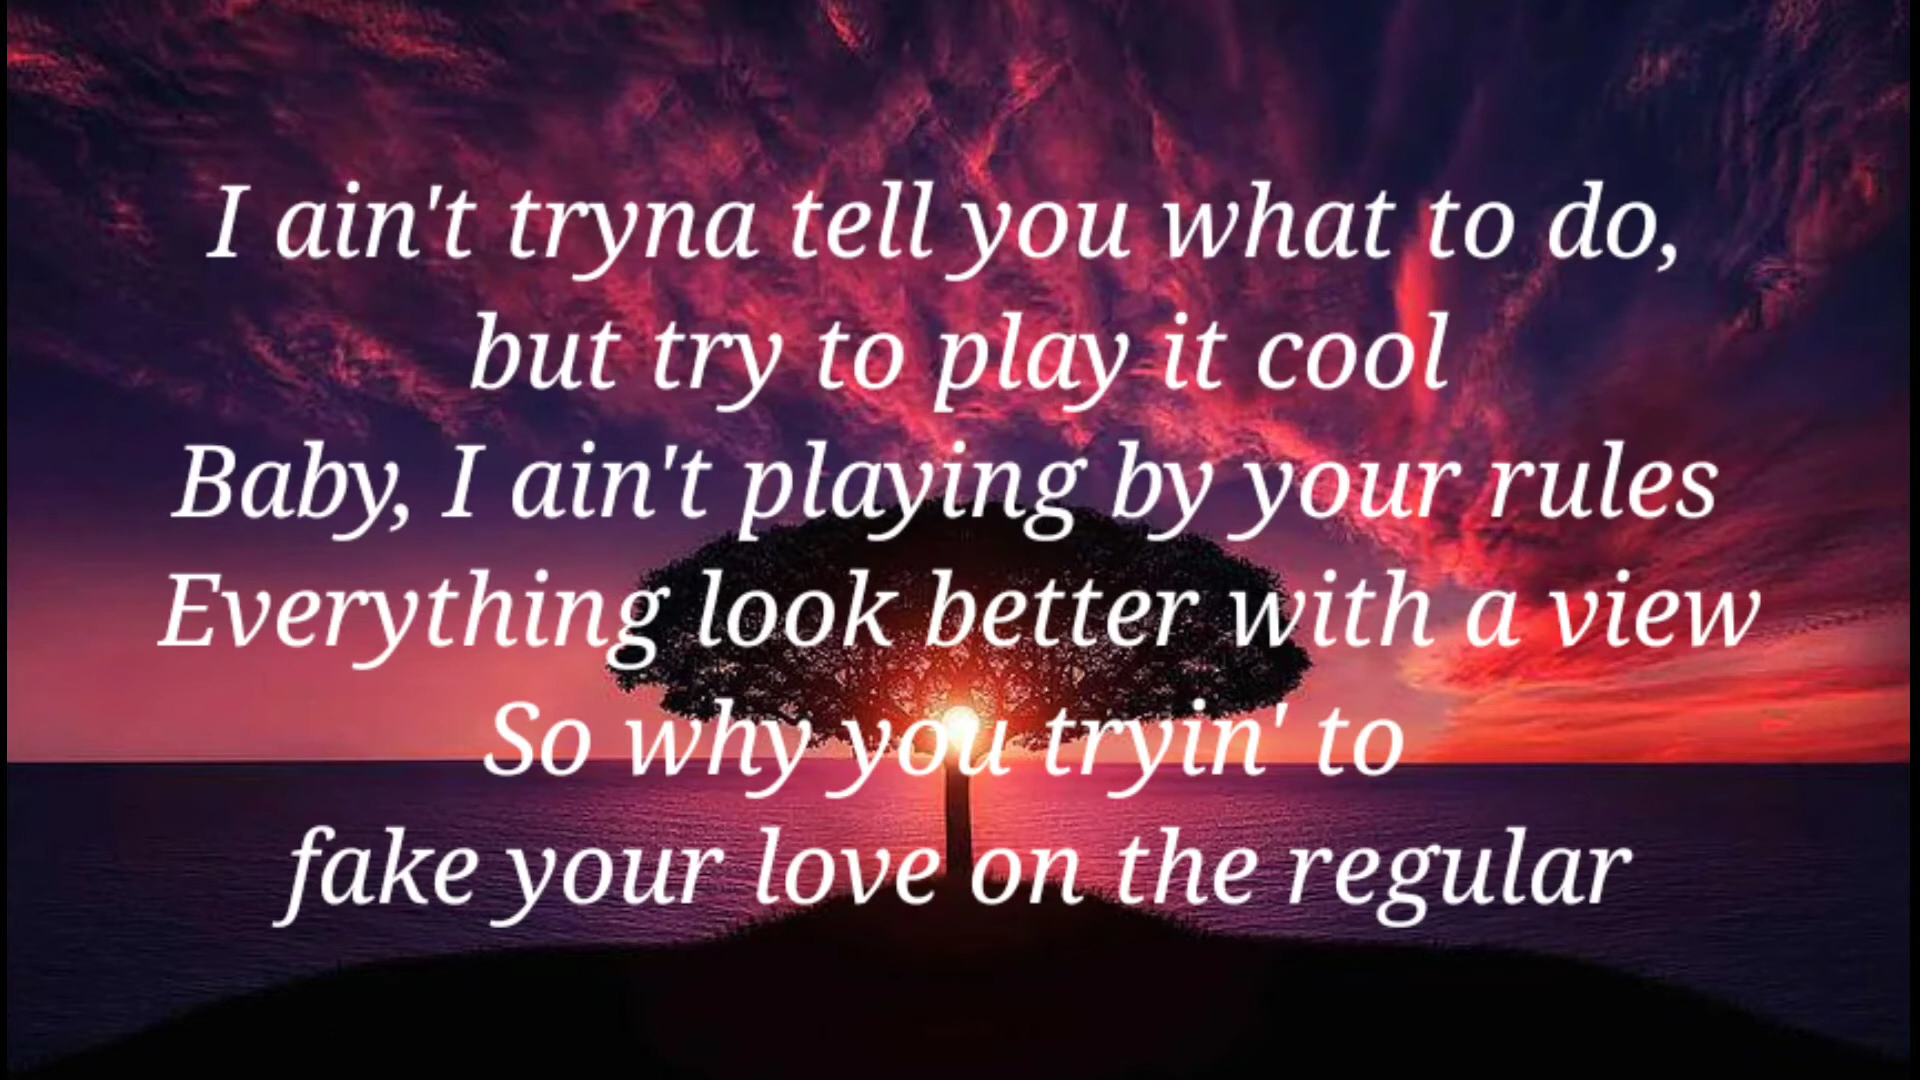 I ain't tryna tell you what to do,
but try to play it cool
Baby, I ain't playing by your rules
Everything look better with a view
So why you tryin' to
fake your love on the regular